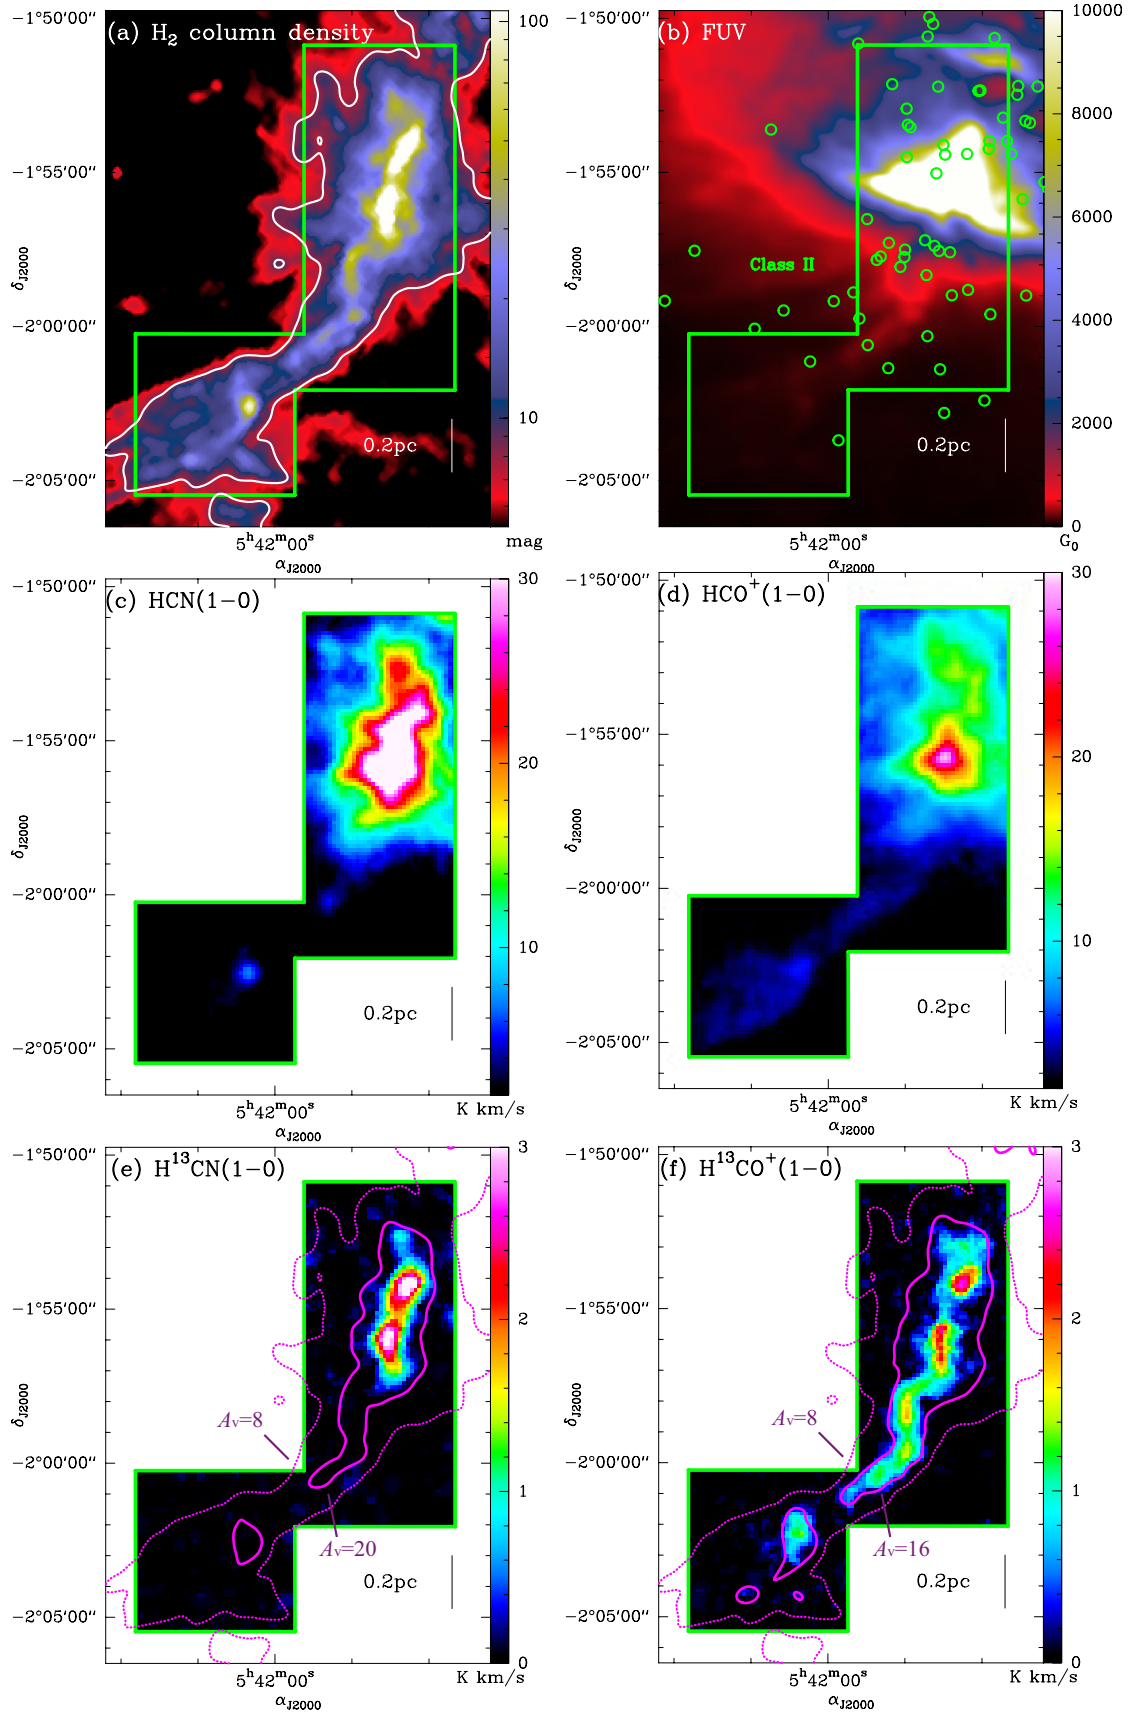 (a) H₂ column density
100
10
mag
−1°50′00″
−1°55′00″
−2°00′00″
−2°05′00″
δJ2000
0.2pc
5ʰ42ᵐ00ˢ
αJ2000
(b) FUV
Class II
10000
8000
6000
4000
2000
0
G₀
−1°50′00″
−1°55′00″
−2°00′00″
−2°05′00″
δJ2000
0.2pc
5ʰ42ᵐ00ˢ
αJ2000
(c) HCN(1−0)
30
20
10
K km/s
−1°50′00″
−1°55′00″
−2°00′00″
−2°05′00″
δJ2000
0.2pc
5ʰ42ᵐ00ˢ
αJ2000
(d) HCO⁺(1−0)
30
20
10
K km/s
−1°50′00″
−1°55′00″
−2°00′00″
−2°05′00″
δJ2000
0.2pc
5ʰ42ᵐ00ˢ
αJ2000
(e) H¹³CN(1−0)
3
2
1
0
K km/s
−1°50′00″
−1°55′00″
−2°00′00″
−2°05′00″
δJ2000
Av=8
Av=20
0.2pc
5ʰ42ᵐ00ˢ
αJ2000
(f) H¹³CO⁺(1−0)
3
2
1
0
K km/s
−1°50′00″
−1°55′00″
−2°00′00″
−2°05′00″
δJ2000
Av=8
Av=16
0.2pc
5ʰ42ᵐ00ˢ
αJ2000